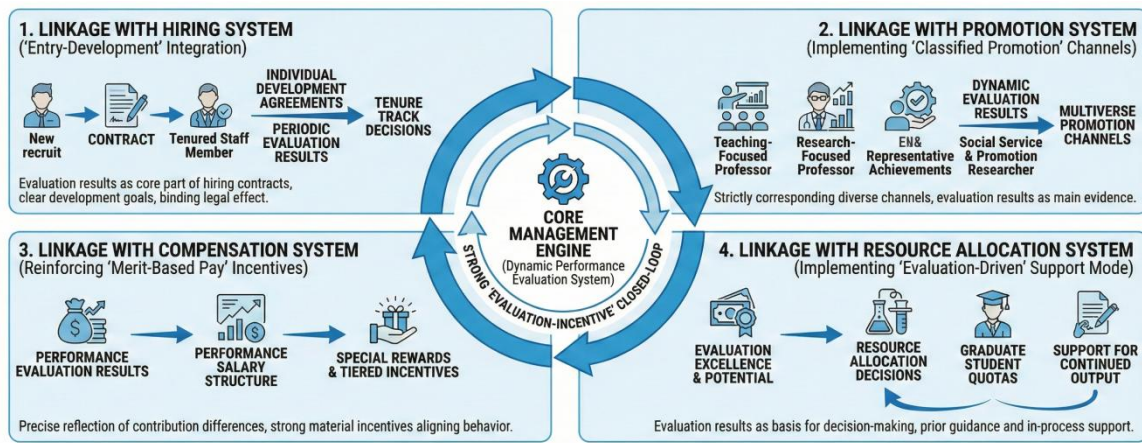 1. LINKAGE WITH HIRING SYSTEM
('Entry-Development' Integration)
New
recruit
CONTRACT
Tenured Staff
Member
INDIVIDUAL
DEVELOPMENT
AGREEMENTS
PERIODIC
EVALUATION
RESULTS
TENURE
TRACK
DECISIONS
Evaluation results as core part of hiring contracts,
clear development goals, binding legal effect.
2. LINKAGE WITH PROMOTION SYSTEM
(Implementing 'Classified Promotion' Channels)
Teaching-
Focused
Professor
Research-
Focused
Professor
EN&
Representative
Achievements
DYNAMIC
EVALUATION
RESULTS
Social Service
& Promotion
Researcher
MULTIVERSE
PROMOTION
CHANNELS
Strictly corresponding diverse channels, evaluation results as main evidence.
CORE
MANAGEMENT
ENGINE
(Dynamic Performance
Evaluation System)
STRONG 'EVALUATION-INCENTIVE' CLOSED-LOOP
3. LINKAGE WITH COMPENSATION SYSTEM
(Reinforcing 'Merit-Based Pay' Incentives)
PERFORMANCE
EVALUATION RESULTS
PERFORMANCE
SALARY
STRUCTURE
SPECIAL REWARDS
& TIERED INCENTIVES
Precise reflection of contribution differences, strong material incentives aligning behavior.
4. LINKAGE WITH RESOURCE ALLOCATION SYSTEM
(Implementing 'Evaluation-Driven' Support Mode)
EVALUATION
EXCELLENCE
& POTENTIAL
RESOURCE
ALLOCATION
DECISIONS
GRADUATE
STUDENT
QUOTAS
SUPPORT FOR
CONTINUED
OUTPUT
Evaluation results as basis for decision-making, prior guidance and in-process support.